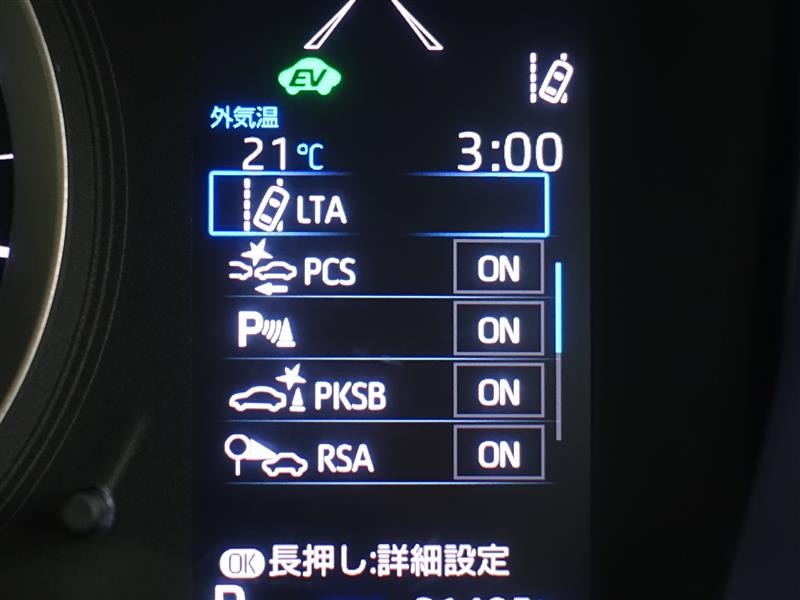 EV
外気温
21℃ 3:00
LTA
PCS ON
P ON
PKSB ON
RSA ON
OK 長押し:詳細設定